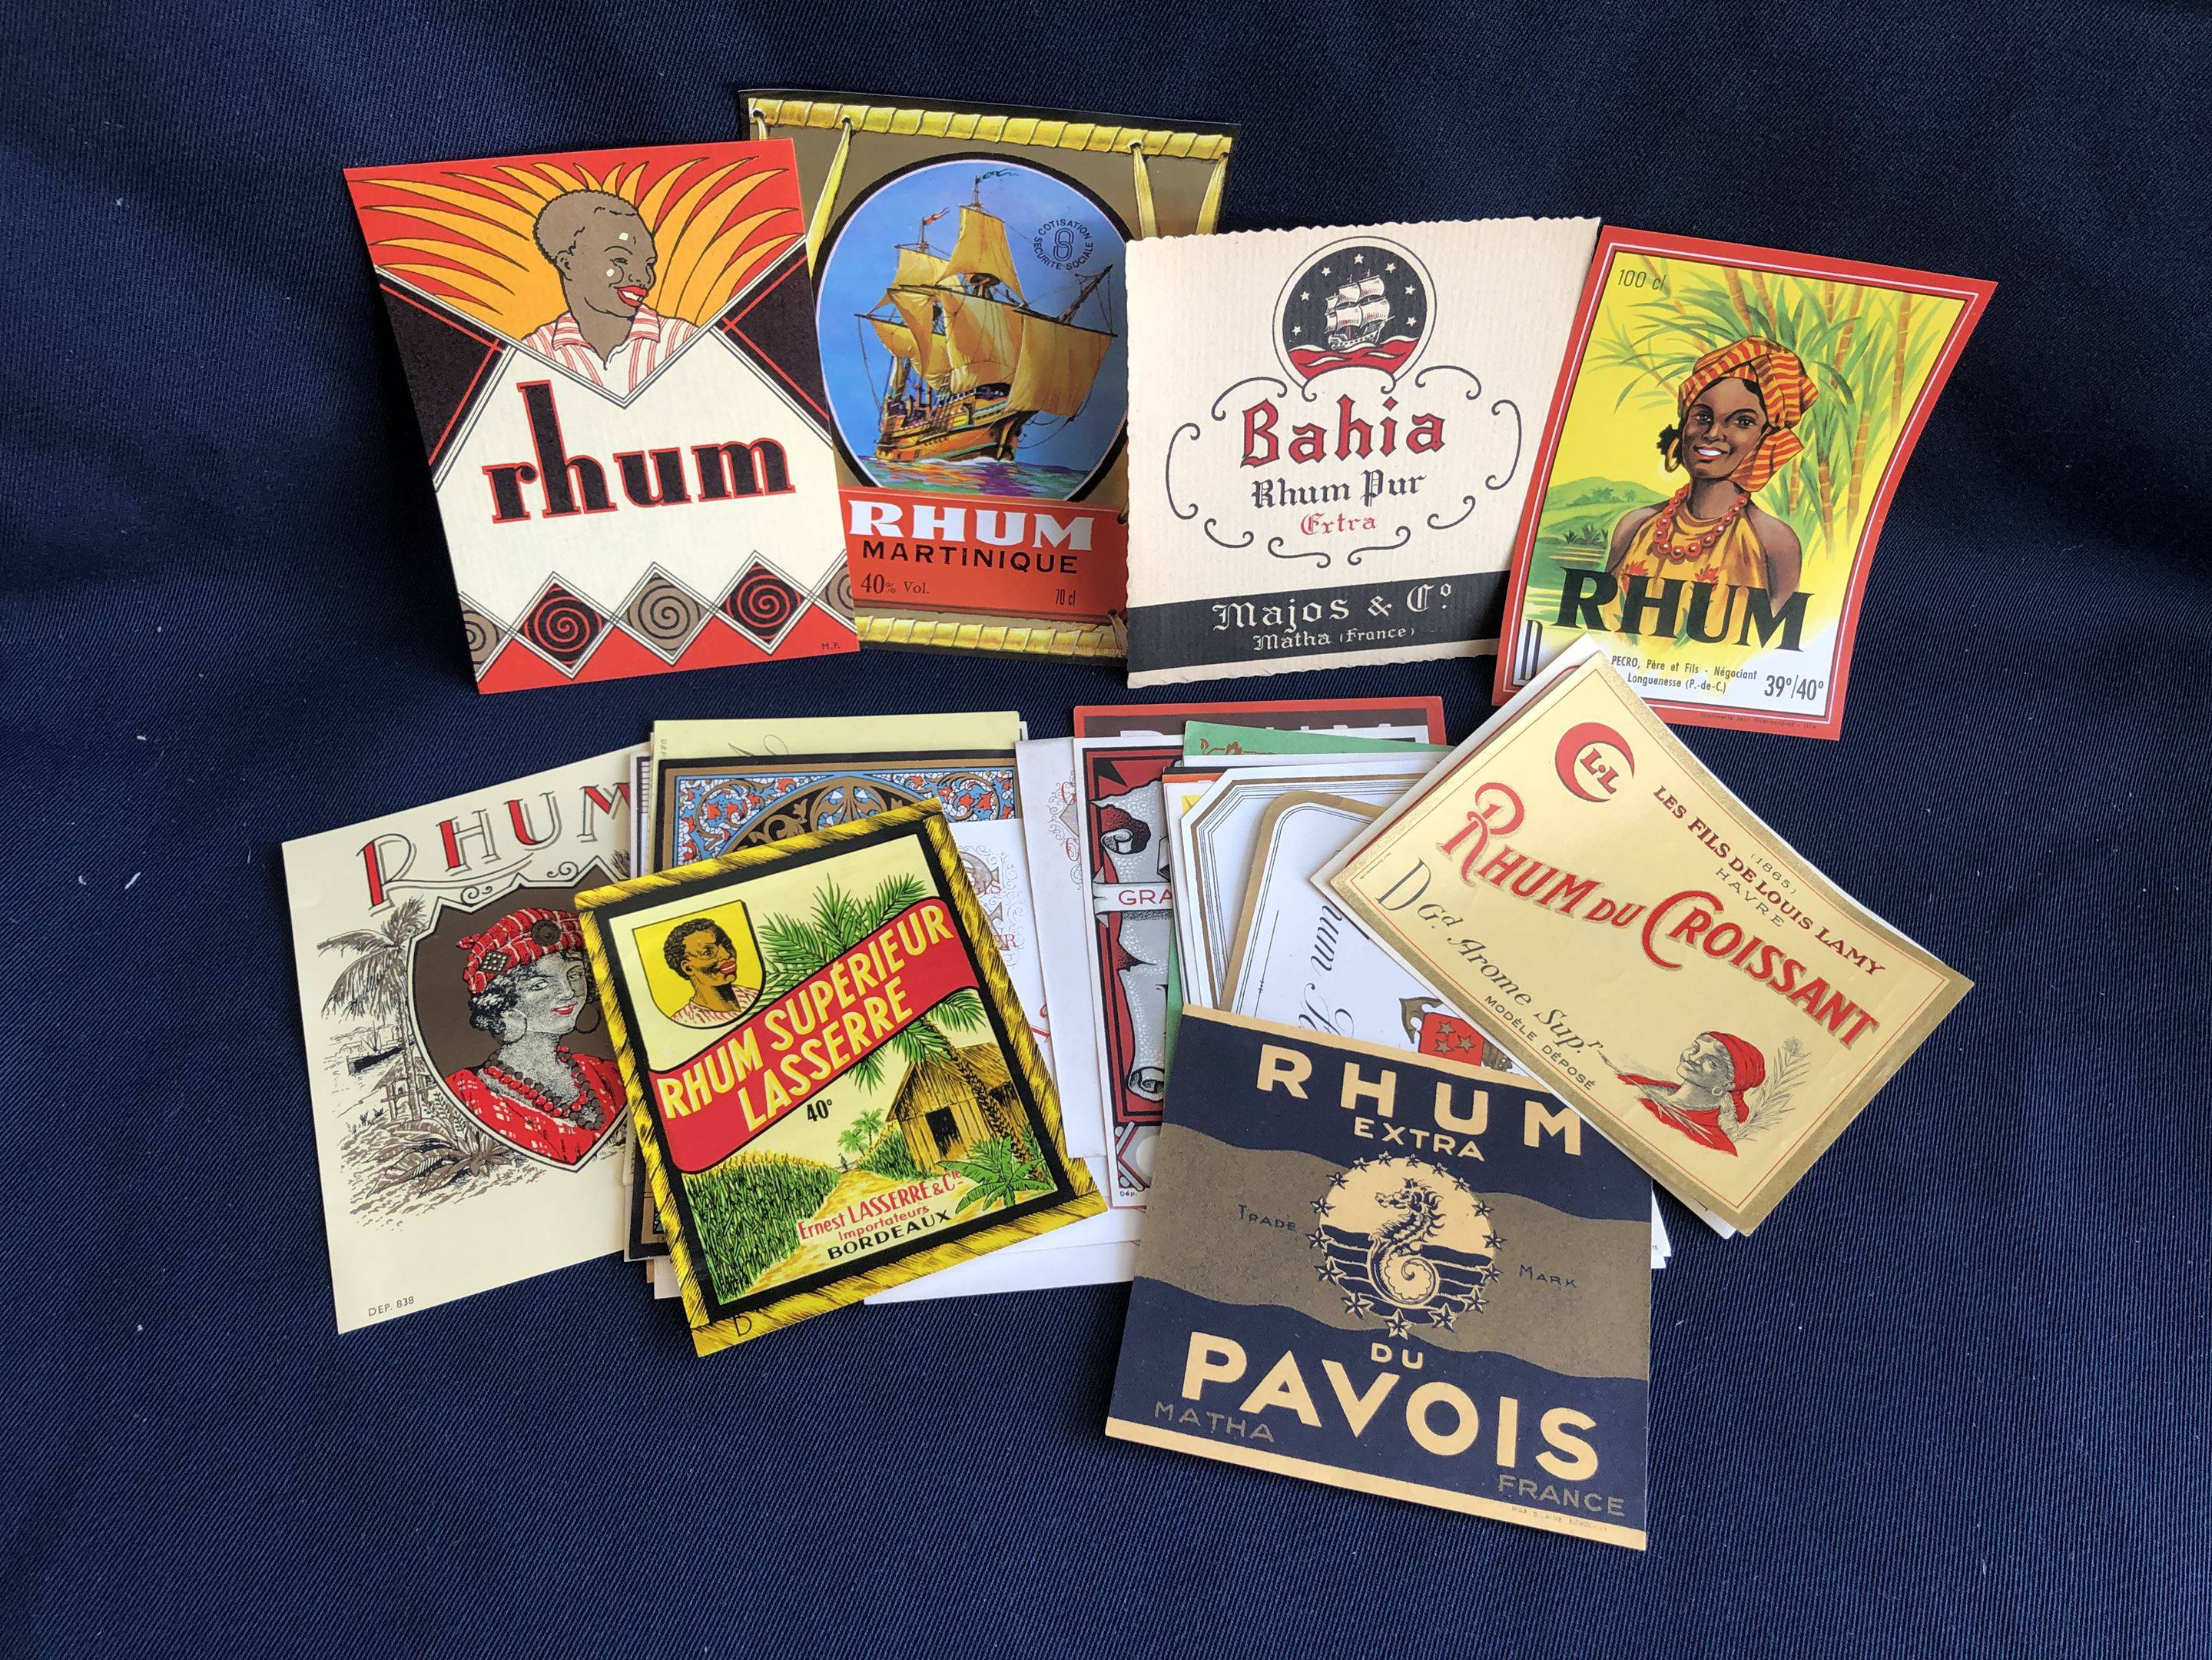 rhum
M.F.
COTISATION
SÉCURITÉ SOCIALE
RHUM
MARTINIQUE
40% Vol.
70 cl
Bahia
Rhum Pur
Extra
Majos & Cº
Matha (France)
100 cl
RHUM
D
PECRO, Père et Fils - Négociant
Longuenesse (P.-de-C.)
39°/40°
RHUM
DEP. 838
RHUM SUPÉRIEUR
LASSERRE
40°
Ernest LASSERRE & Cie
Importateurs
BORDEAUX
D
GRA
Dép.
L.L
LES FILS DE LOUIS LAMY
(1865)
HAVRE
RHUM DU CROISSANT
D Gd. Arome Sup.r
MODÈLE DÉPOSÉ
RHUM
EXTRA
TRADE MARK
DU
PAVOIS
MATHA
FRANCE